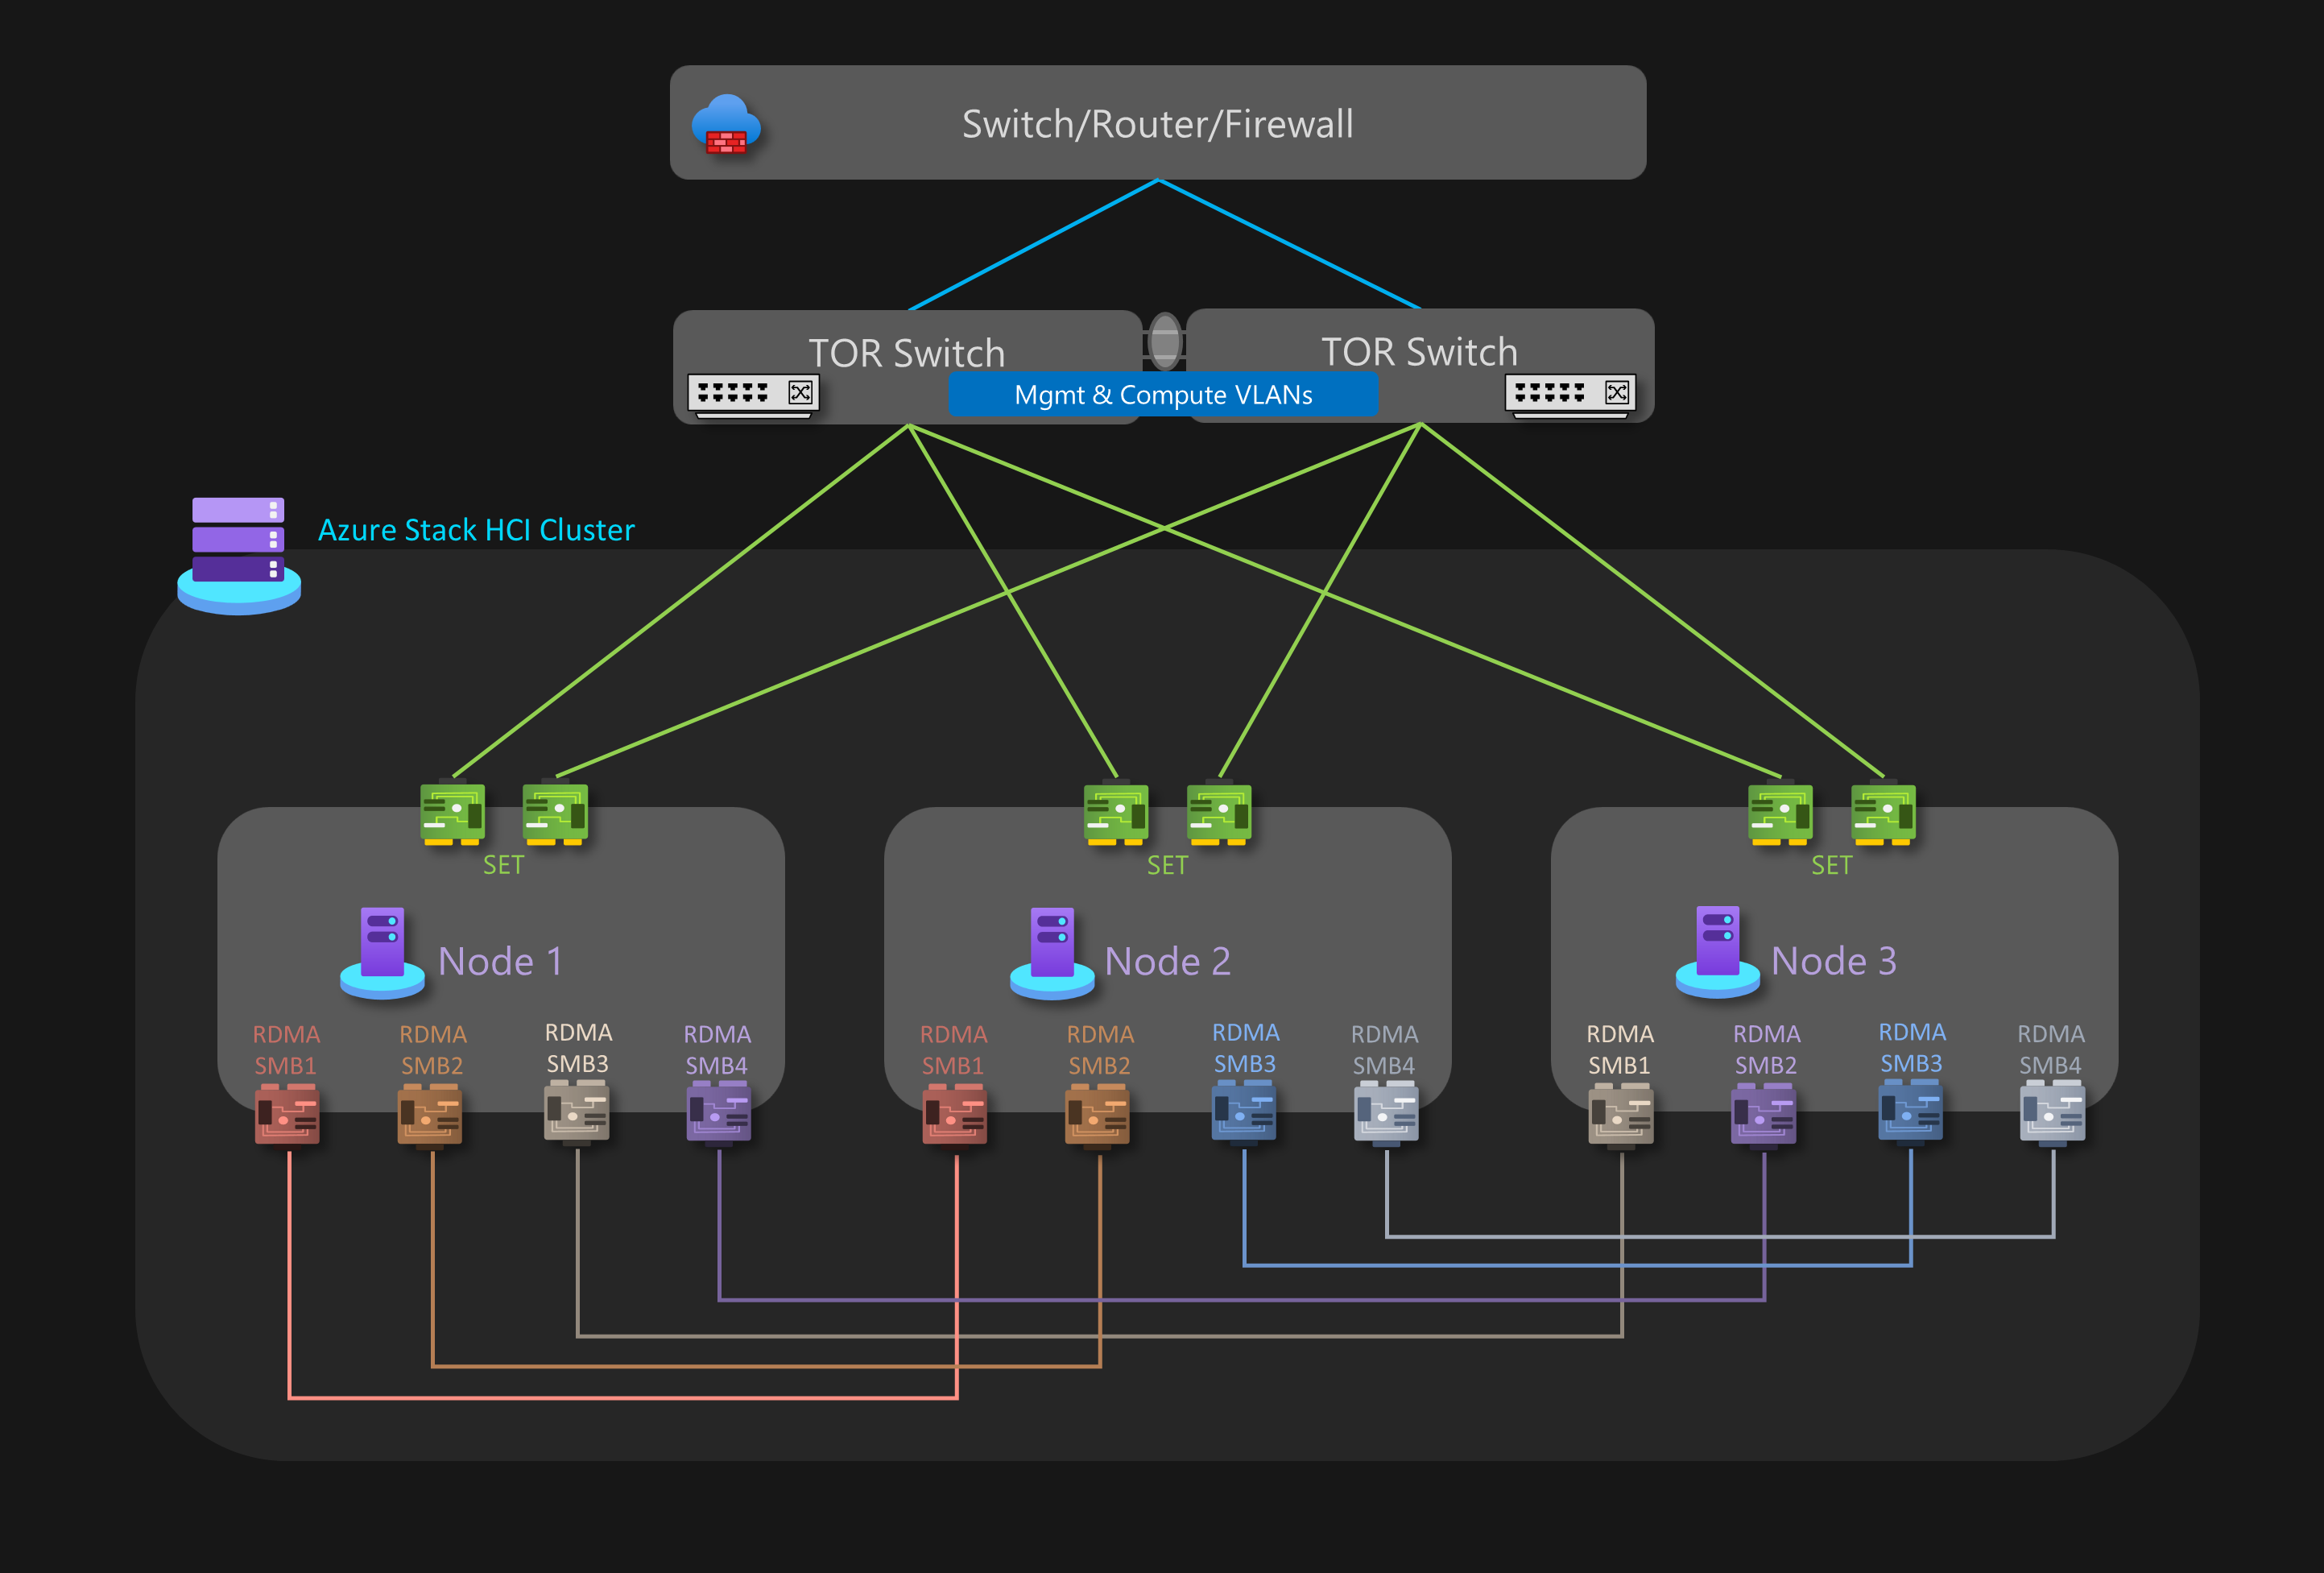 Switch/Router/Firewall
TOR Switch
TOR Switch
Mgmt & Compute VLANs
Azure Stack HCI Cluster
SET
SET
SET
Node 1
Node 2
Node 3
RDMA
SMB1
RDMA
SMB2
RDMA
SMB3
RDMA
SMB4
RDMA
SMB1
RDMA
SMB2
RDMA
SMB3
RDMA
SMB4
RDMA
SMB1
RDMA
SMB2
RDMA
SMB3
RDMA
SMB4